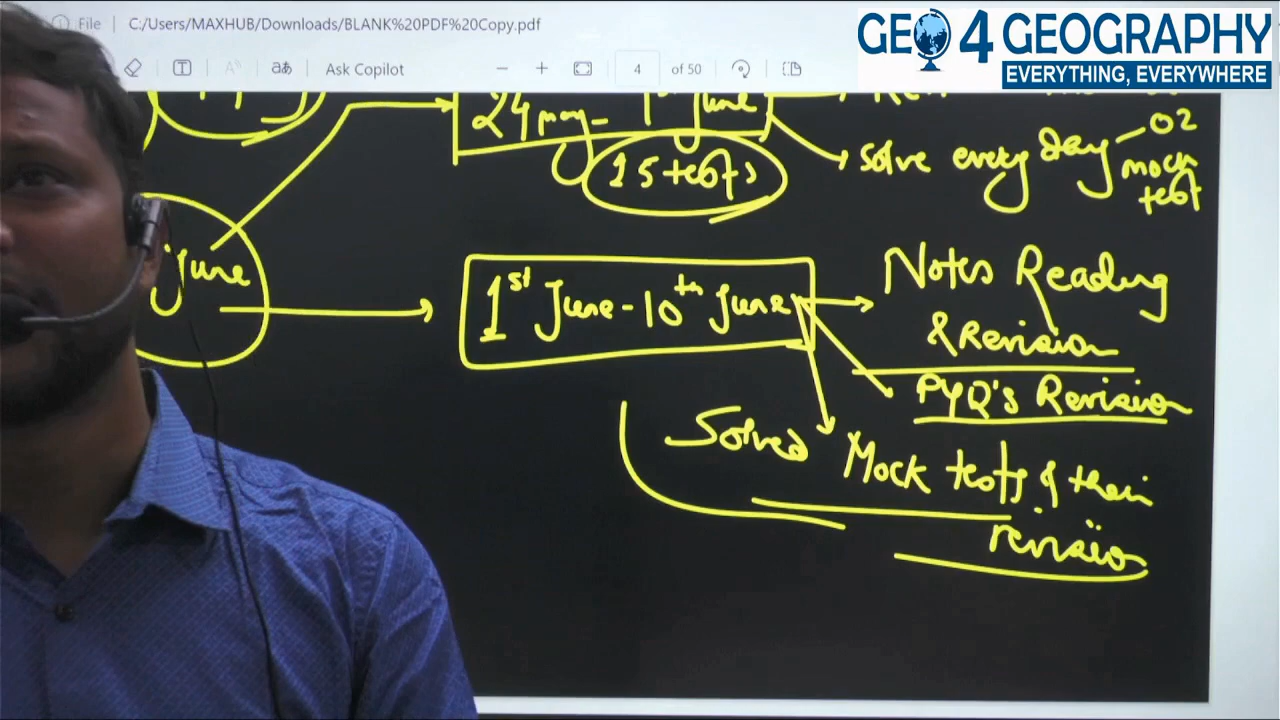 File
C:/Users/MAXHUB/Downloads/BLANK%20PDF%20Copy.pdf
GEO 4 GEOGRAPHY
EVERYTHING, EVERYWHERE
Ask Copilot
4 of 50
24 may - 1st June
15 tests
solve every day - 02
mock
test
June
1st June - 10th June
Notes Reading
& Revision
PYQ's Revision
Solved
Mock tests & their
revision